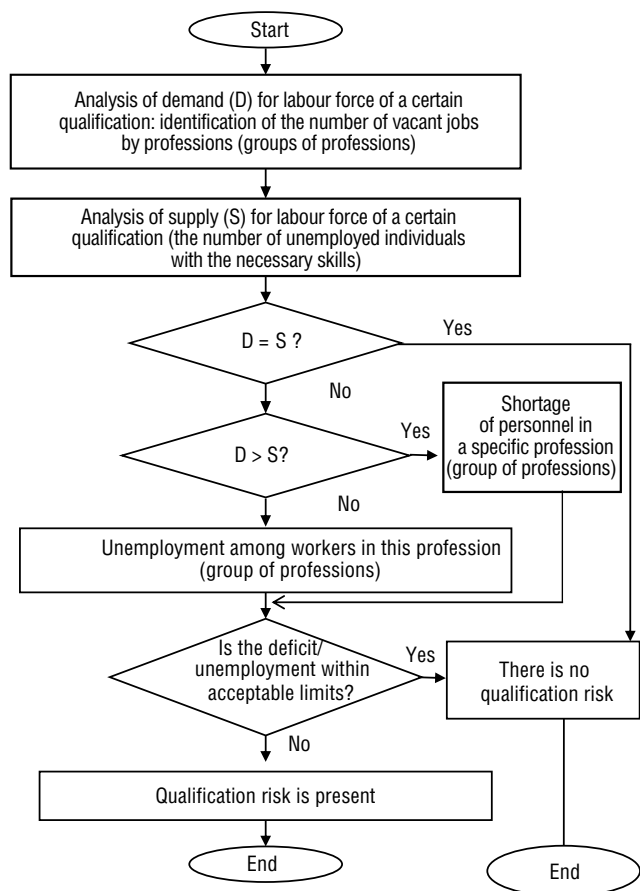 Start
Analysis of demand (D) for labour force of a certain
qualification: identification of the number of vacant jobs
by professions (groups of professions)
Analysis of supply (S) for labour force of a certain
qualification (the number of unemployed individuals
with the necessary skills)
D = S ?
Yes
No
D > S?
Yes
Shortage
of personnel in
a specific profession
(group of professions)
No
Unemployment among workers in this profession
(group of professions)
Is the deficit/
unemployment within
acceptable limits?
Yes
There is no
qualification risk
No
Qualification risk is present
End
End